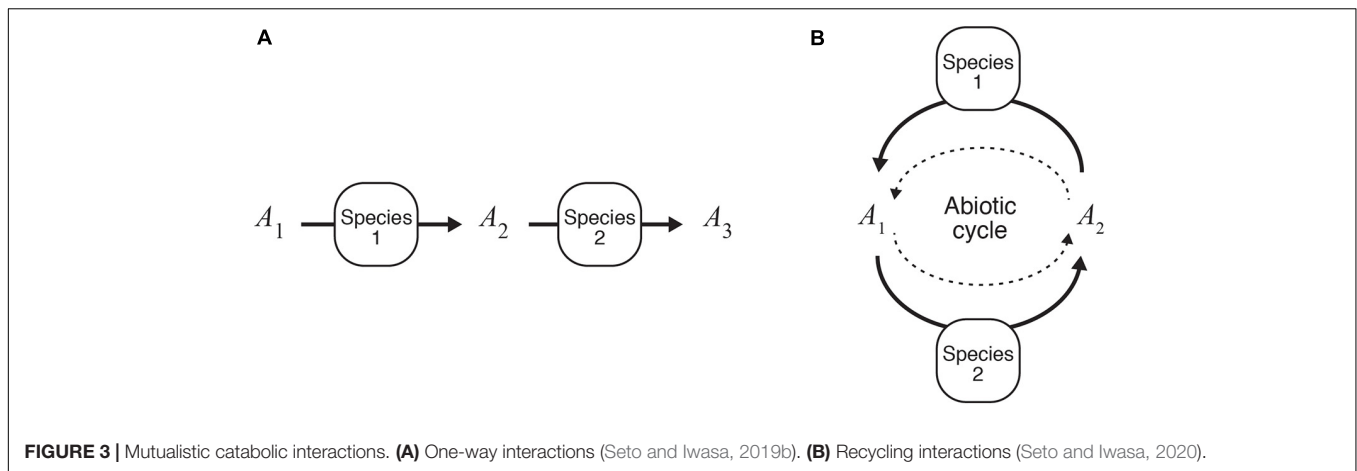 A
B
Species
1
A1
Species
1
A2
Species
2
A3
A1
Abiotic
cycle
A2
Species
2
FIGURE 3 | Mutualistic catabolic interactions. (A) One-way interactions (Seto and Iwasa, 2019b). (B) Recycling interactions (Seto and Iwasa, 2020).